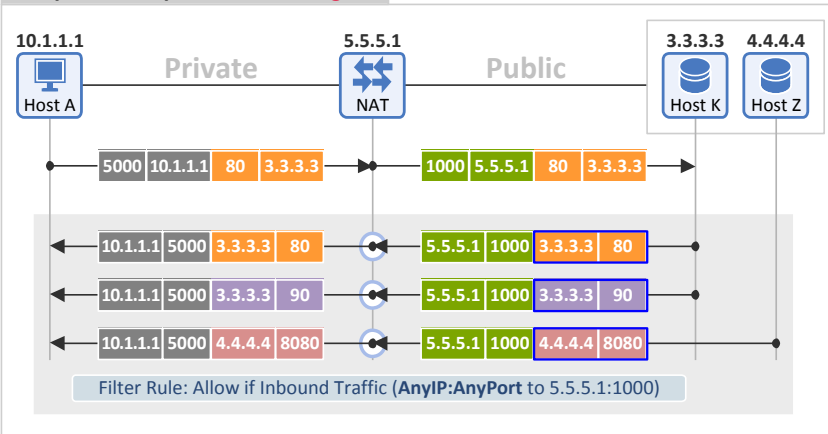 10.1.1.1 5.5.5.1 3.3.3.3 4.4.4.4
Private Public
Host A NAT Host K Host Z
5000 10.1.1.1 80 3.3.3.3 1000 5.5.5.1 80 3.3.3.3
10.1.1.1 5000 3.3.3.3 80 5.5.5.1 1000 3.3.3.3 80
10.1.1.1 5000 3.3.3.3 90 5.5.5.1 1000 3.3.3.3 90
10.1.1.1 5000 4.4.4.4 8080 5.5.5.1 1000 4.4.4.4 8080
Filter Rule: Allow if Inbound Traffic (AnyIP:AnyPort to 5.5.5.1:1000)